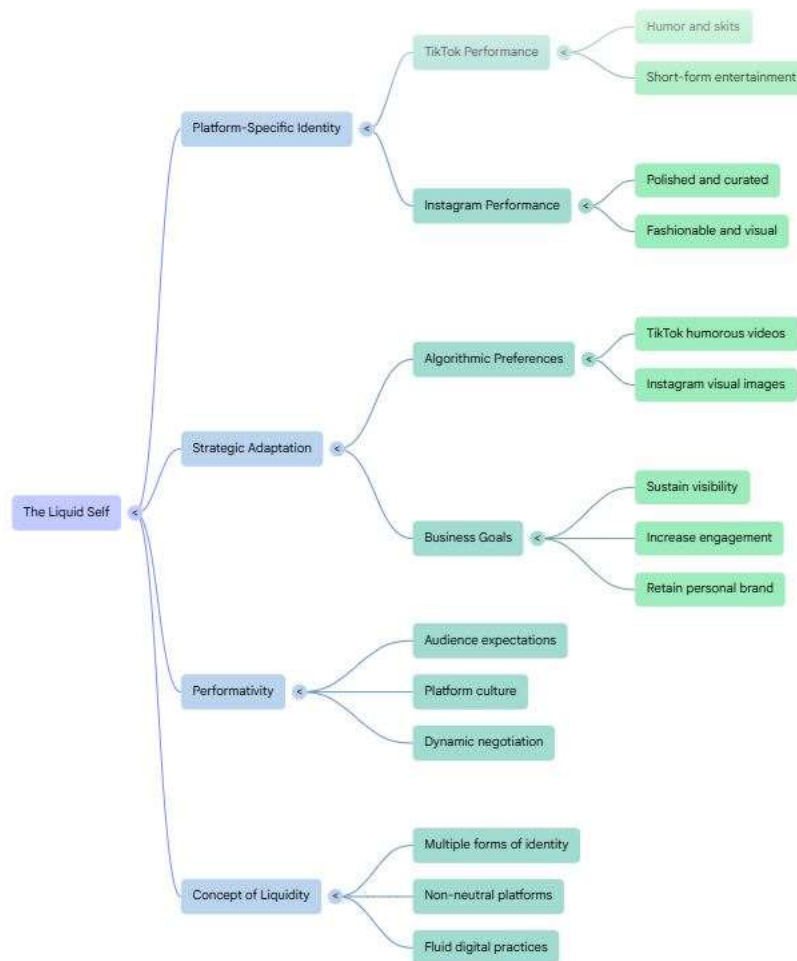 The Liquid Self
Platform-Specific Identity
TikTok Performance
Humor and skits
Short-form entertainment
Instagram Performance
Polished and curated
Fashionable and visual
Strategic Adaptation
Algorithmic Preferences
TikTok humorous videos
Instagram visual images
Business Goals
Sustain visibility
Increase engagement
Retain personal brand
Performativity
Audience expectations
Platform culture
Dynamic negotiation
Concept of Liquidity
Multiple forms of identity
Non-neutral platforms
Fluid digital practices